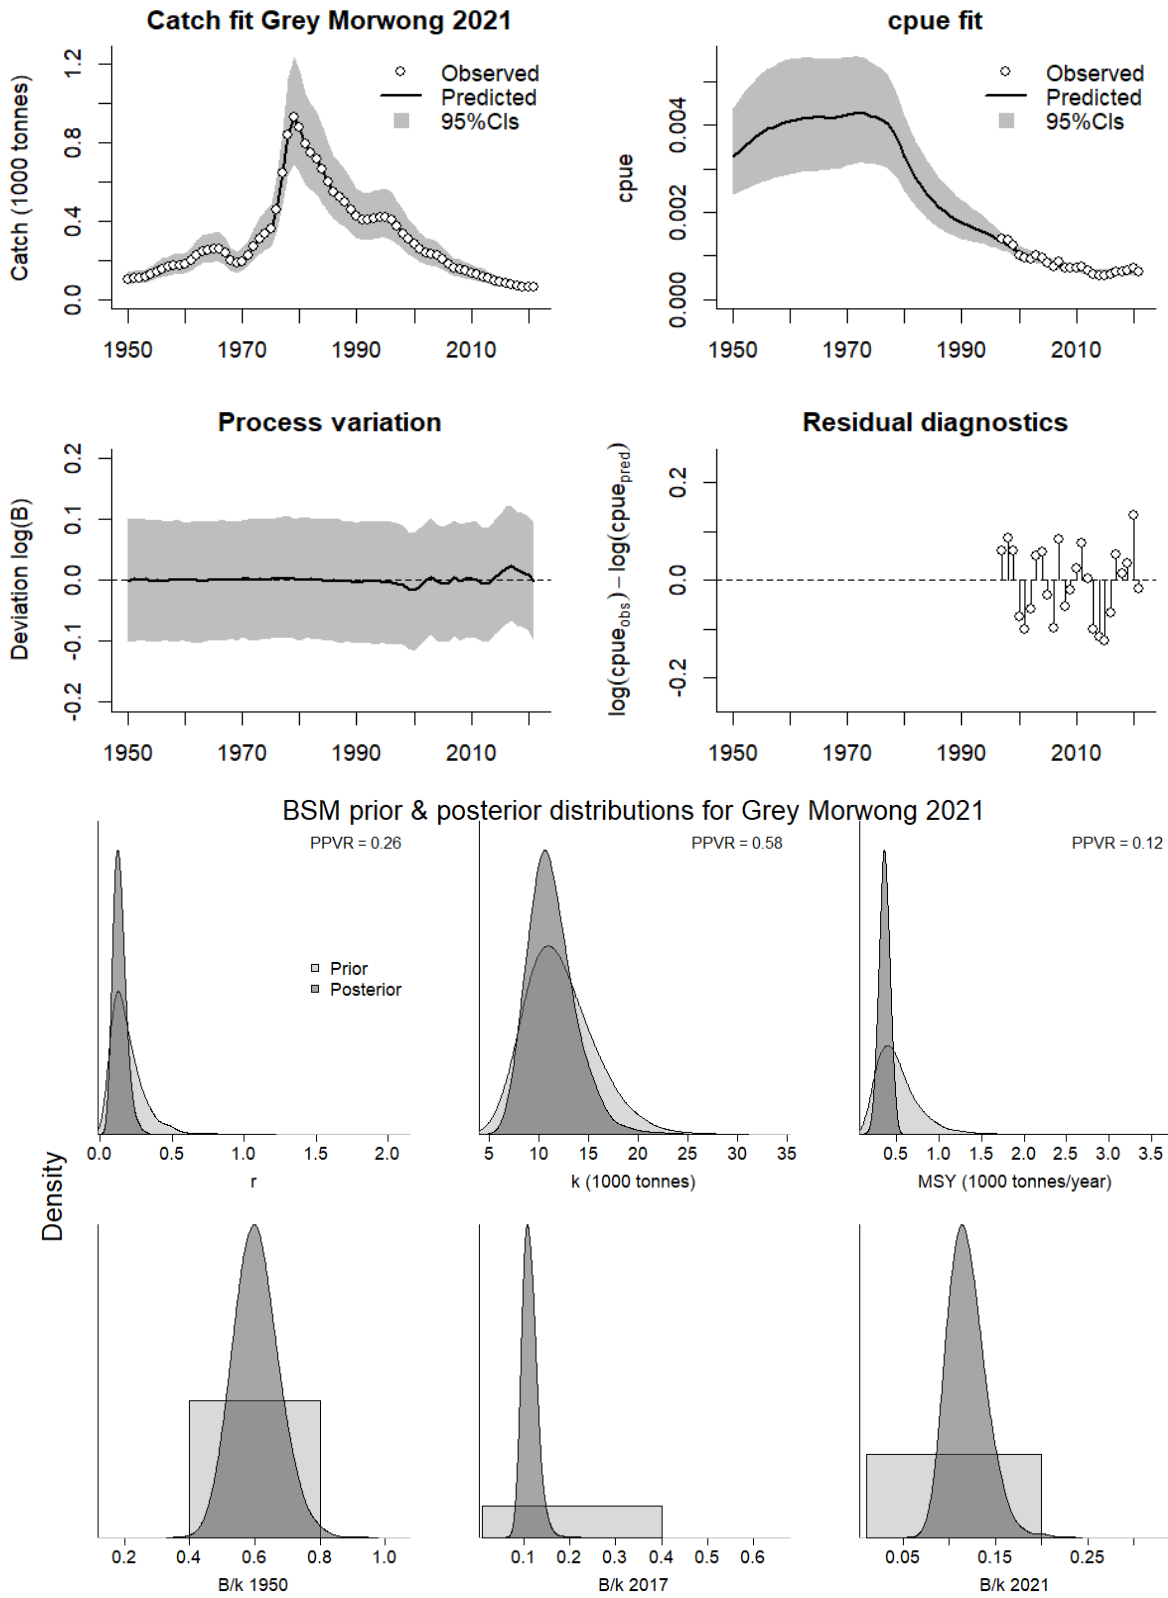 Catch fit Grey Morwong 2021
Catch (1000 tonnes)
0.0 0.4 0.8 1.2
Observed
Predicted
95%CIs
1950 1970 1990 2010
cpue fit
cpue
0.000 0.002 0.004
Observed
Predicted
95%CIs
1950 1970 1990 2010
Process variation
Deviation log(B)
-0.2 -0.1 0.0 0.1 0.2
1950 1970 1990 2010
Residual diagnostics
log(cpueobs) − log(cpuepred)
-0.2 0.0 0.2
1950 1970 1990 2010
BSM prior & posterior distributions for Grey Morwong 2021
Density
PPVR = 0.26
Prior
Posterior
0.0 0.5 1.0 1.5 2.0
r
PPVR = 0.58
5 10 15 20 25 30 35
k (1000 tonnes)
PPVR = 0.12
0.5 1.0 1.5 2.0 2.5 3.0 3.5
MSY (1000 tonnes/year)
0.2 0.4 0.6 0.8 1.0
B/k 1950
0.1 0.2 0.3 0.4 0.5 0.6
B/k 2017
0.05 0.15 0.25
B/k 2021